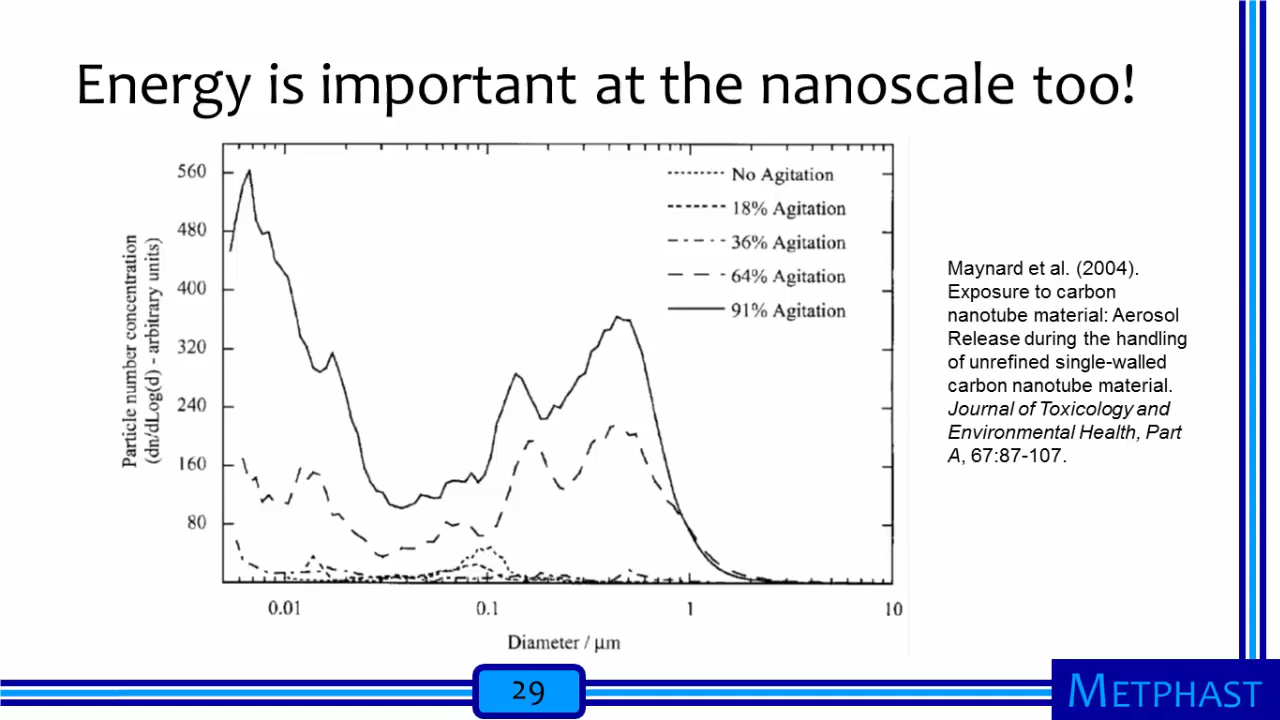 Energy is important at the nanoscale too!
560
480
400
320
240
160
80
Particle number concentration
(dn/dLog(d) - arbitrary units)
No Agitation
18% Agitation
36% Agitation
64% Agitation
91% Agitation
0.01
0.1
1
10
Diameter / µm
Maynard et al. (2004).
Exposure to carbon
nanotube material: Aerosol
Release during the handling
of unrefined single-walled
carbon nanotube material.
Journal of Toxicology and
Environmental Health, Part
A, 67:87-107.
29
METPHAST